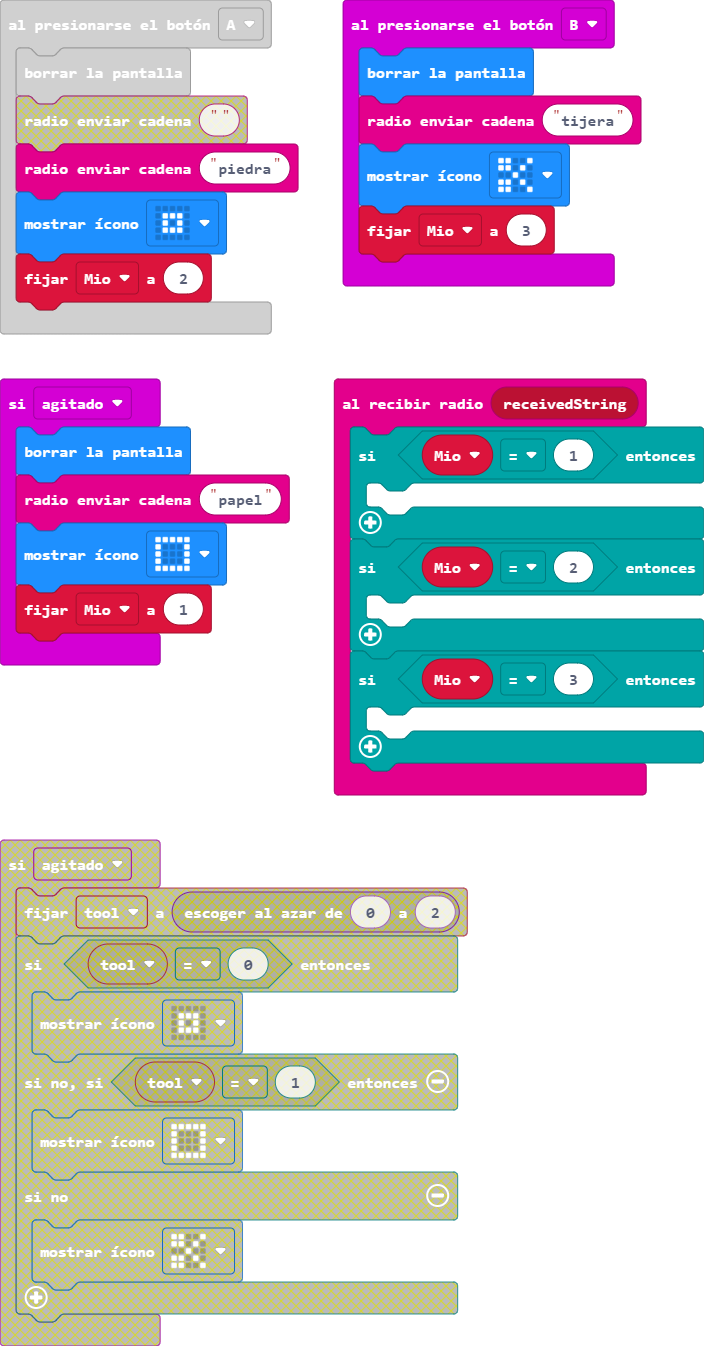 al presionarse el botón A
borrar la pantalla
radio enviar cadena " "
radio enviar cadena "piedra"
mostrar ícono
fijar Mio a 2
al presionarse el botón B
borrar la pantalla
radio enviar cadena "tijera"
mostrar ícono
fijar Mio a 3
si agitado
borrar la pantalla
radio enviar cadena "papel"
mostrar ícono
fijar Mio a 1
al recibir radio receivedString
si Mio = 1 entonces
si Mio = 2 entonces
si Mio = 3 entonces
si agitado
fijar tool a escoger al azar de 0 a 2
si tool = 0 entonces
mostrar ícono
si no, si tool = 1 entonces
mostrar ícono
si no
mostrar ícono